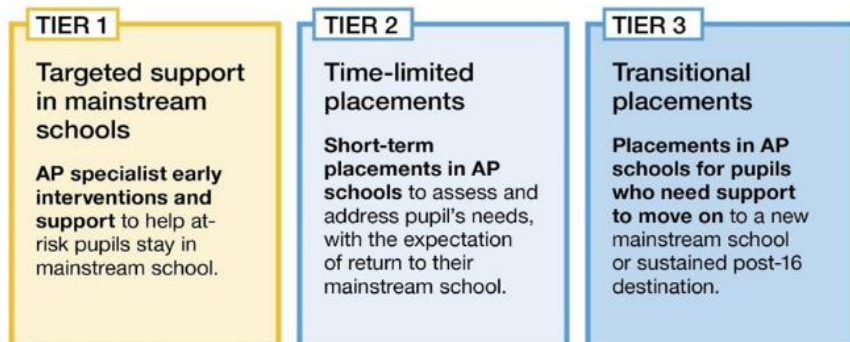 TIER 1
Targeted support
in mainstream
schools
AP specialist early
interventions and
support to help at-
risk pupils stay in
mainstream school.
TIER 2
Time-limited
placements
Short-term
placements in AP
schools to assess and
address pupil's needs,
with the expectation
of return to their
mainstream school.
TIER 3
Transitional
placements
Placements in AP
schools for pupils
who need support
to move on to a new
mainstream school
or sustained post-16
destination.